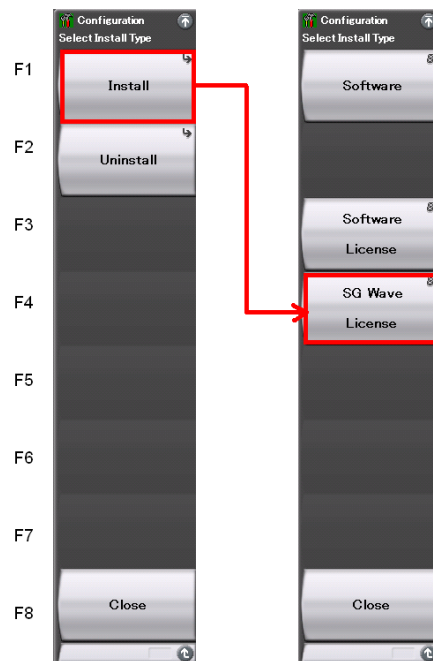 Configuration
Select Install Type
F1
Install
F2
Uninstall
F3
F4
F5
F6
F7
F8
Close
Configuration
Select Install Type
Software
Software
License
SG Wave
License
Close